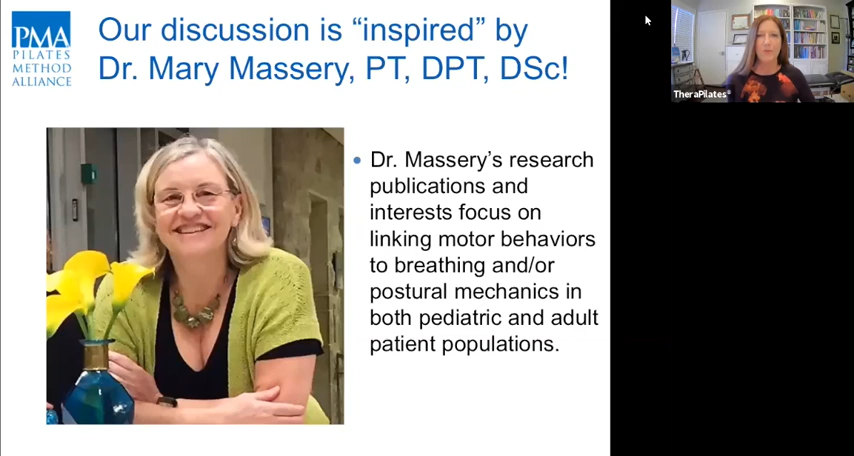 PMA
PILATES
METHOD
ALLIANCE
Our discussion is “inspired” by
Dr. Mary Massery, PT, DPT, DSc!
• Dr. Massery’s research
publications and
interests focus on
linking motor behaviors
to breathing and/or
postural mechanics in
both pediatric and adult
patient populations.
TheraPilates®